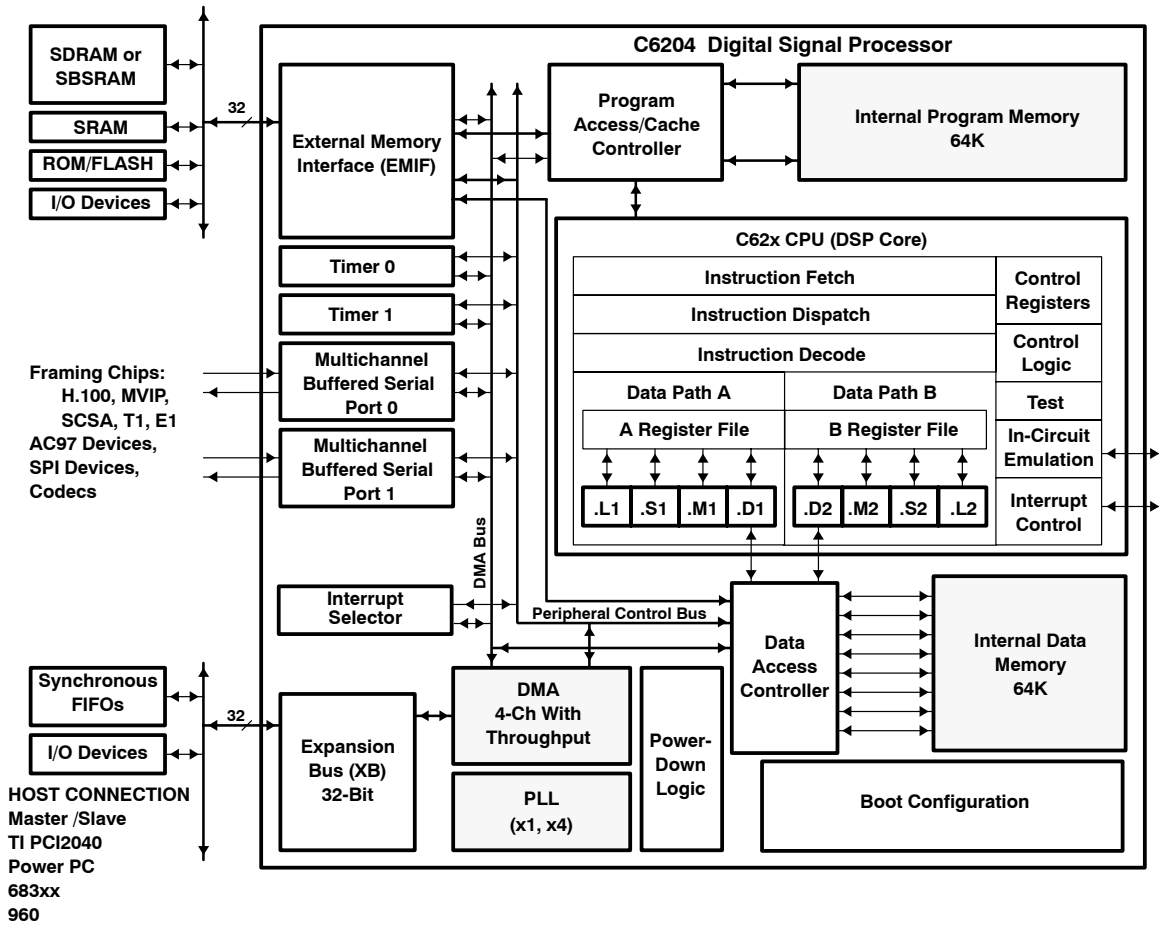 C6204 Digital Signal Processor
SDRAM or
SBSRAM
SRAM
ROM/FLASH
I/O Devices
32
External Memory
Interface (EMIF)
Program
Access/Cache
Controller
Internal Program Memory
64K
Timer 0
Timer 1
Framing Chips:
H.100, MVIP,
SCSA, T1, E1
AC97 Devices,
SPI Devices,
Codecs
Multichannel
Buffered Serial
Port 0
Multichannel
Buffered Serial
Port 1
C62x CPU (DSP Core)
Instruction Fetch
Instruction Dispatch
Instruction Decode
Control
Registers
Control
Logic
Test
In-Circuit
Emulation
Interrupt
Control
Data Path A
A Register File
.L1 .S1 .M1 .D1
Data Path B
B Register File
.D2 .M2 .S2 .L2
DMA Bus
Interrupt
Selector
Peripheral Control Bus
Data
Access
Controller
Internal Data
Memory
64K
Synchronous
FIFOs
I/O Devices
32
HOST CONNECTION
Master /Slave
TI PCI2040
Power PC
683xx
960
Expansion
Bus (XB)
32-Bit
DMA
4-Ch With
Throughput
PLL
(x1, x4)
Power-
Down
Logic
Boot Configuration